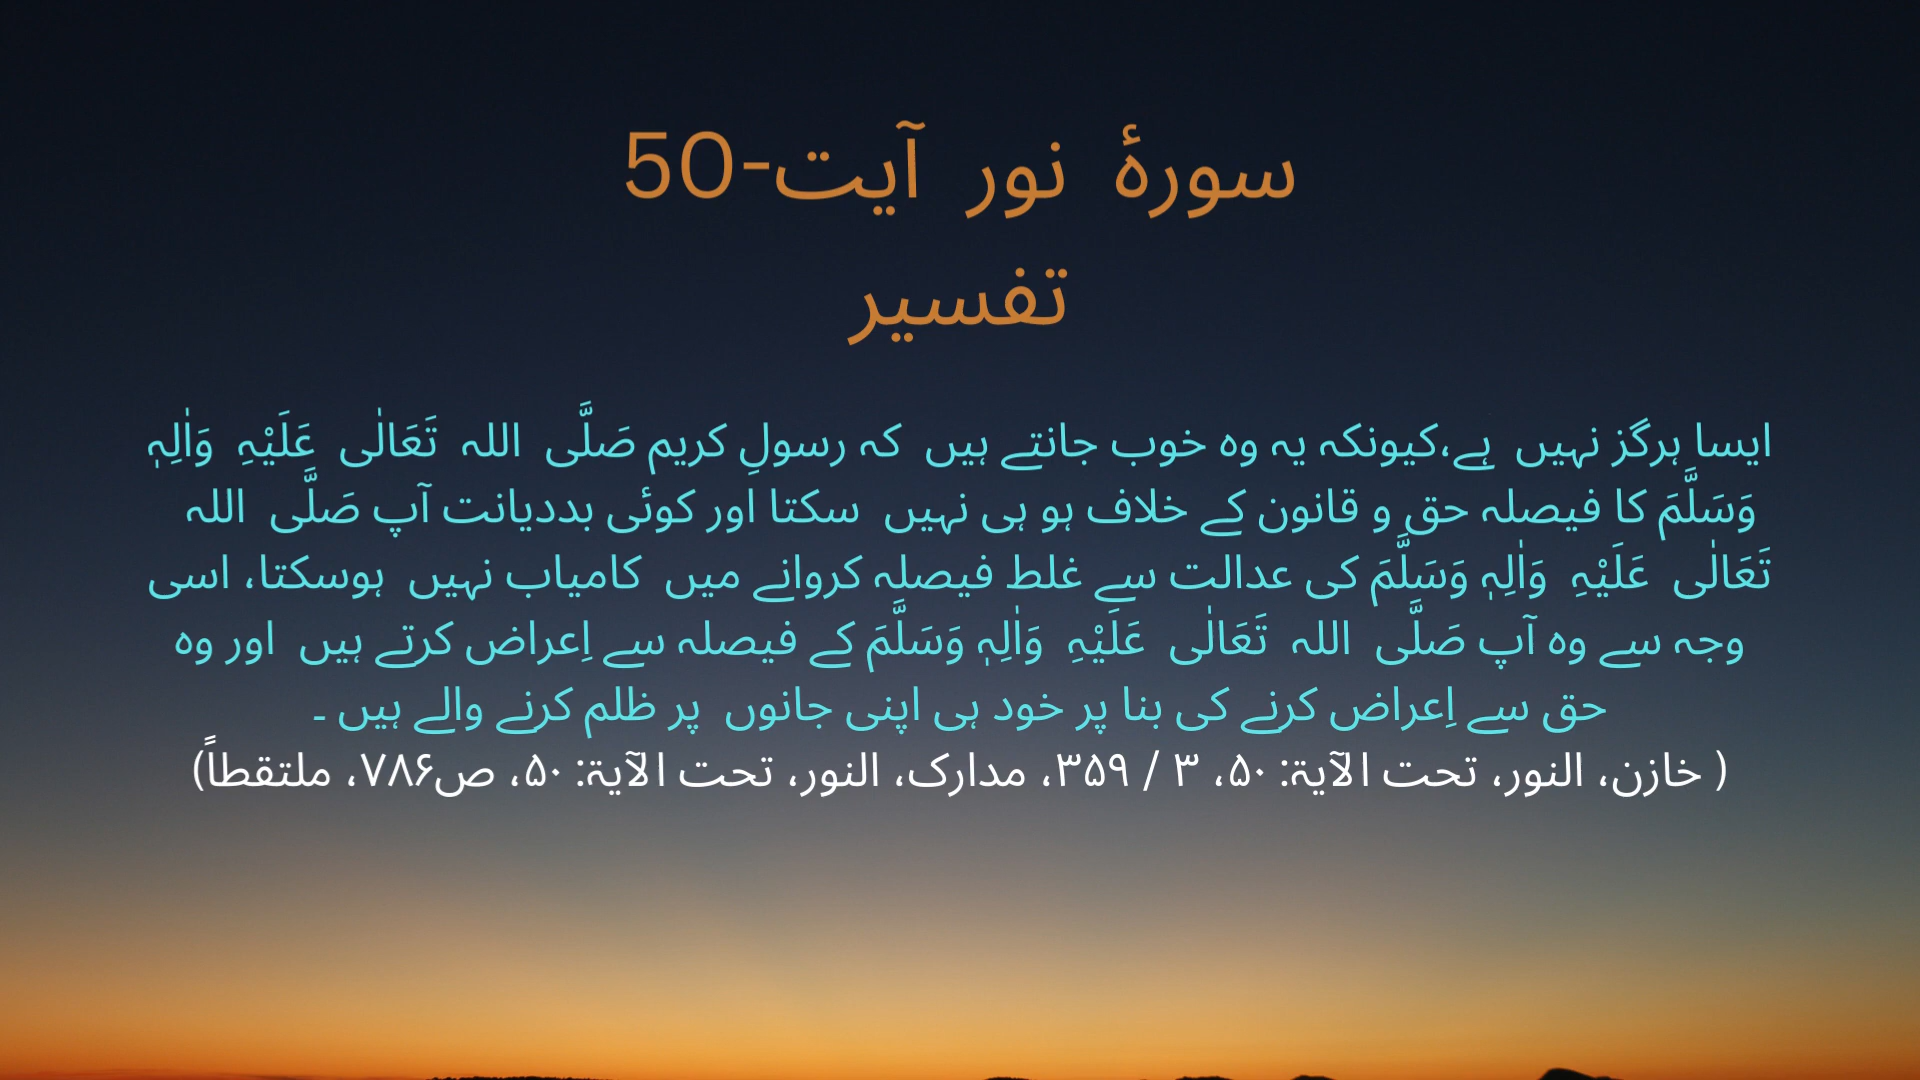 سورۂ نور آیت-50
تفسیر
ایسا ہرگز نہیں ہے،کیونکہ یہ وہ خوب جانتے ہیں کہ رسولِ کریم صَلَّی اللہ تَعَالٰی عَلَیْہِ وَاٰلِہٖ
وَسَلَّمَ کا فیصلہ حق و قانون کے خلاف ہو ہی نہیں سکتا اور کوئی بددیانت آپ صَلَّی اللہ
تَعَالٰی عَلَیْہِ وَاٰلِہٖ وَسَلَّمَ کی عدالت سے غلط فیصلہ کروانے میں کامیاب نہیں ہوسکتا، اسی
وجہ سے وہ آپ صَلَّی اللہ تَعَالٰی عَلَیْہِ وَاٰلِہٖ وَسَلَّمَ کے فیصلہ سے اِعراض کرتے ہیں اور وہ
حق سے اِعراض کرنے کی بنا پر خود ہی اپنی جانوں پر ظلم کرنے والے ہیں ۔
( خازن، النور، تحت الآیۃ: ۵۰، ۳ / ۳۵۹، مدارک، النور، تحت الآیۃ: ۵۰، ص۷۸۶، ملتقطاً)